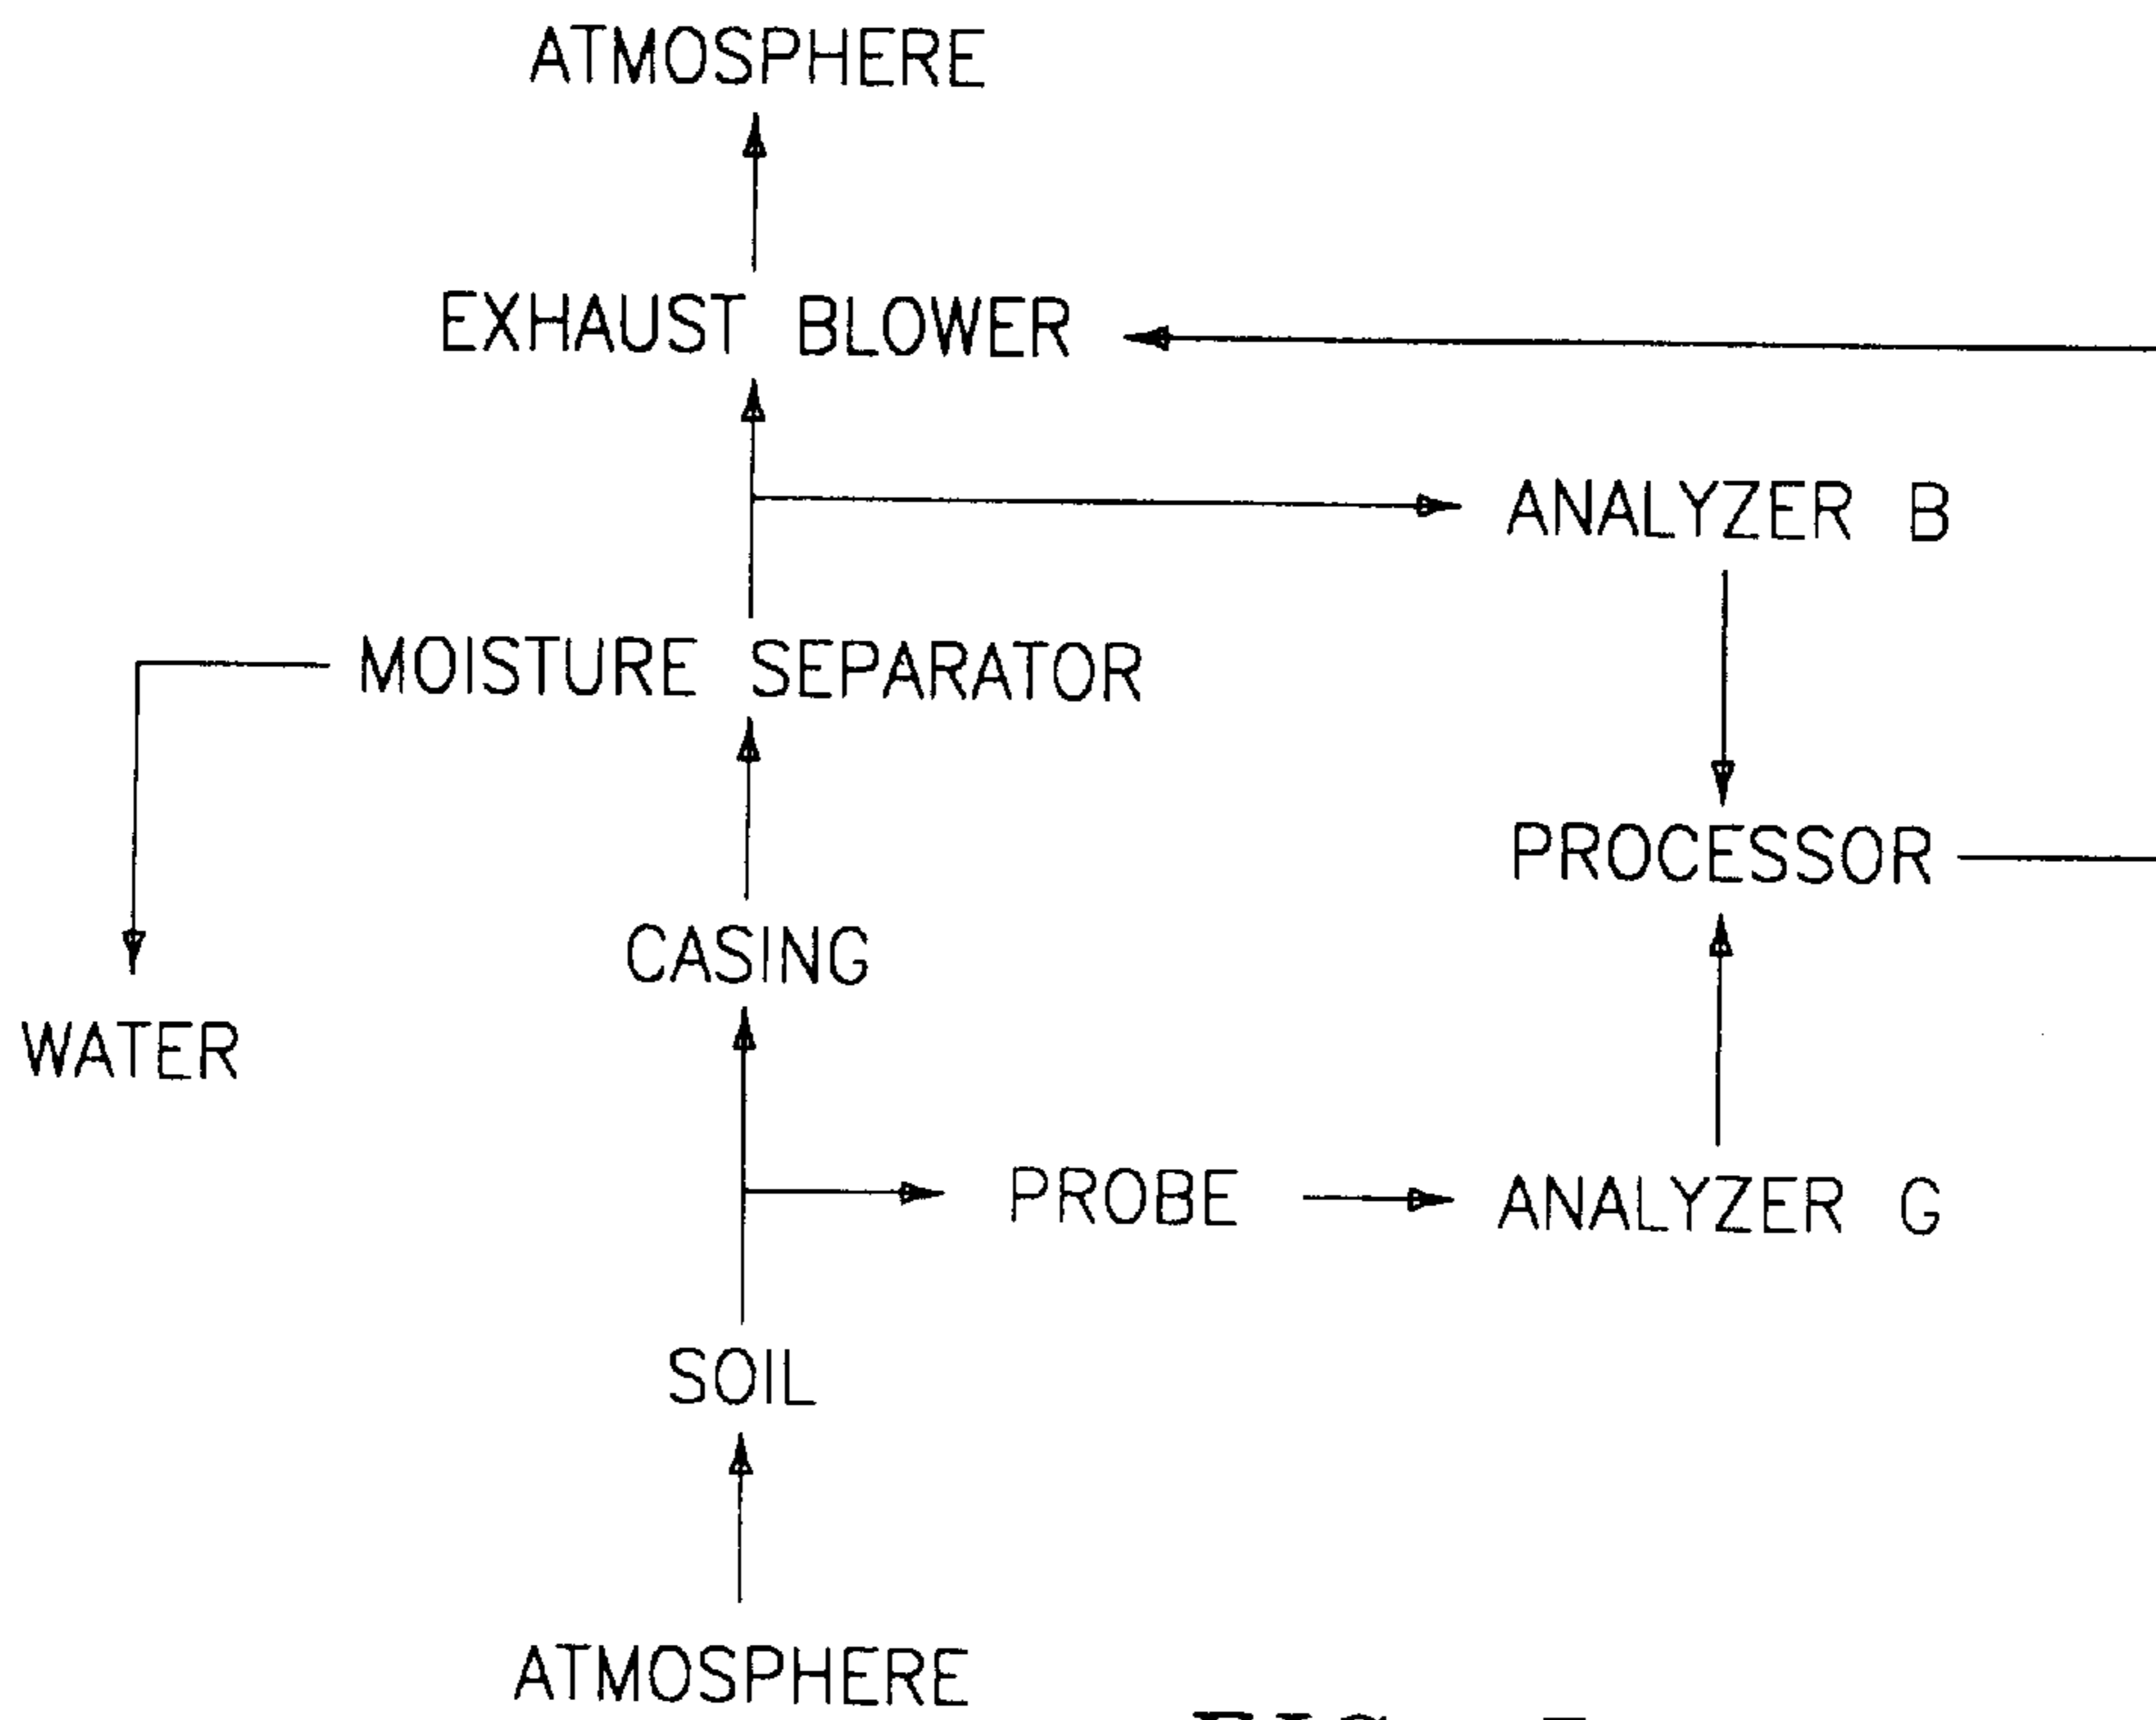 ATMOSPHERE
EXHAUST BLOWER
ANALYZER B
MOISTURE SEPARATOR
PROCESSOR
CASING
WATER
PROBE
ANALYZER G
SOIL
ATMOSPHERE